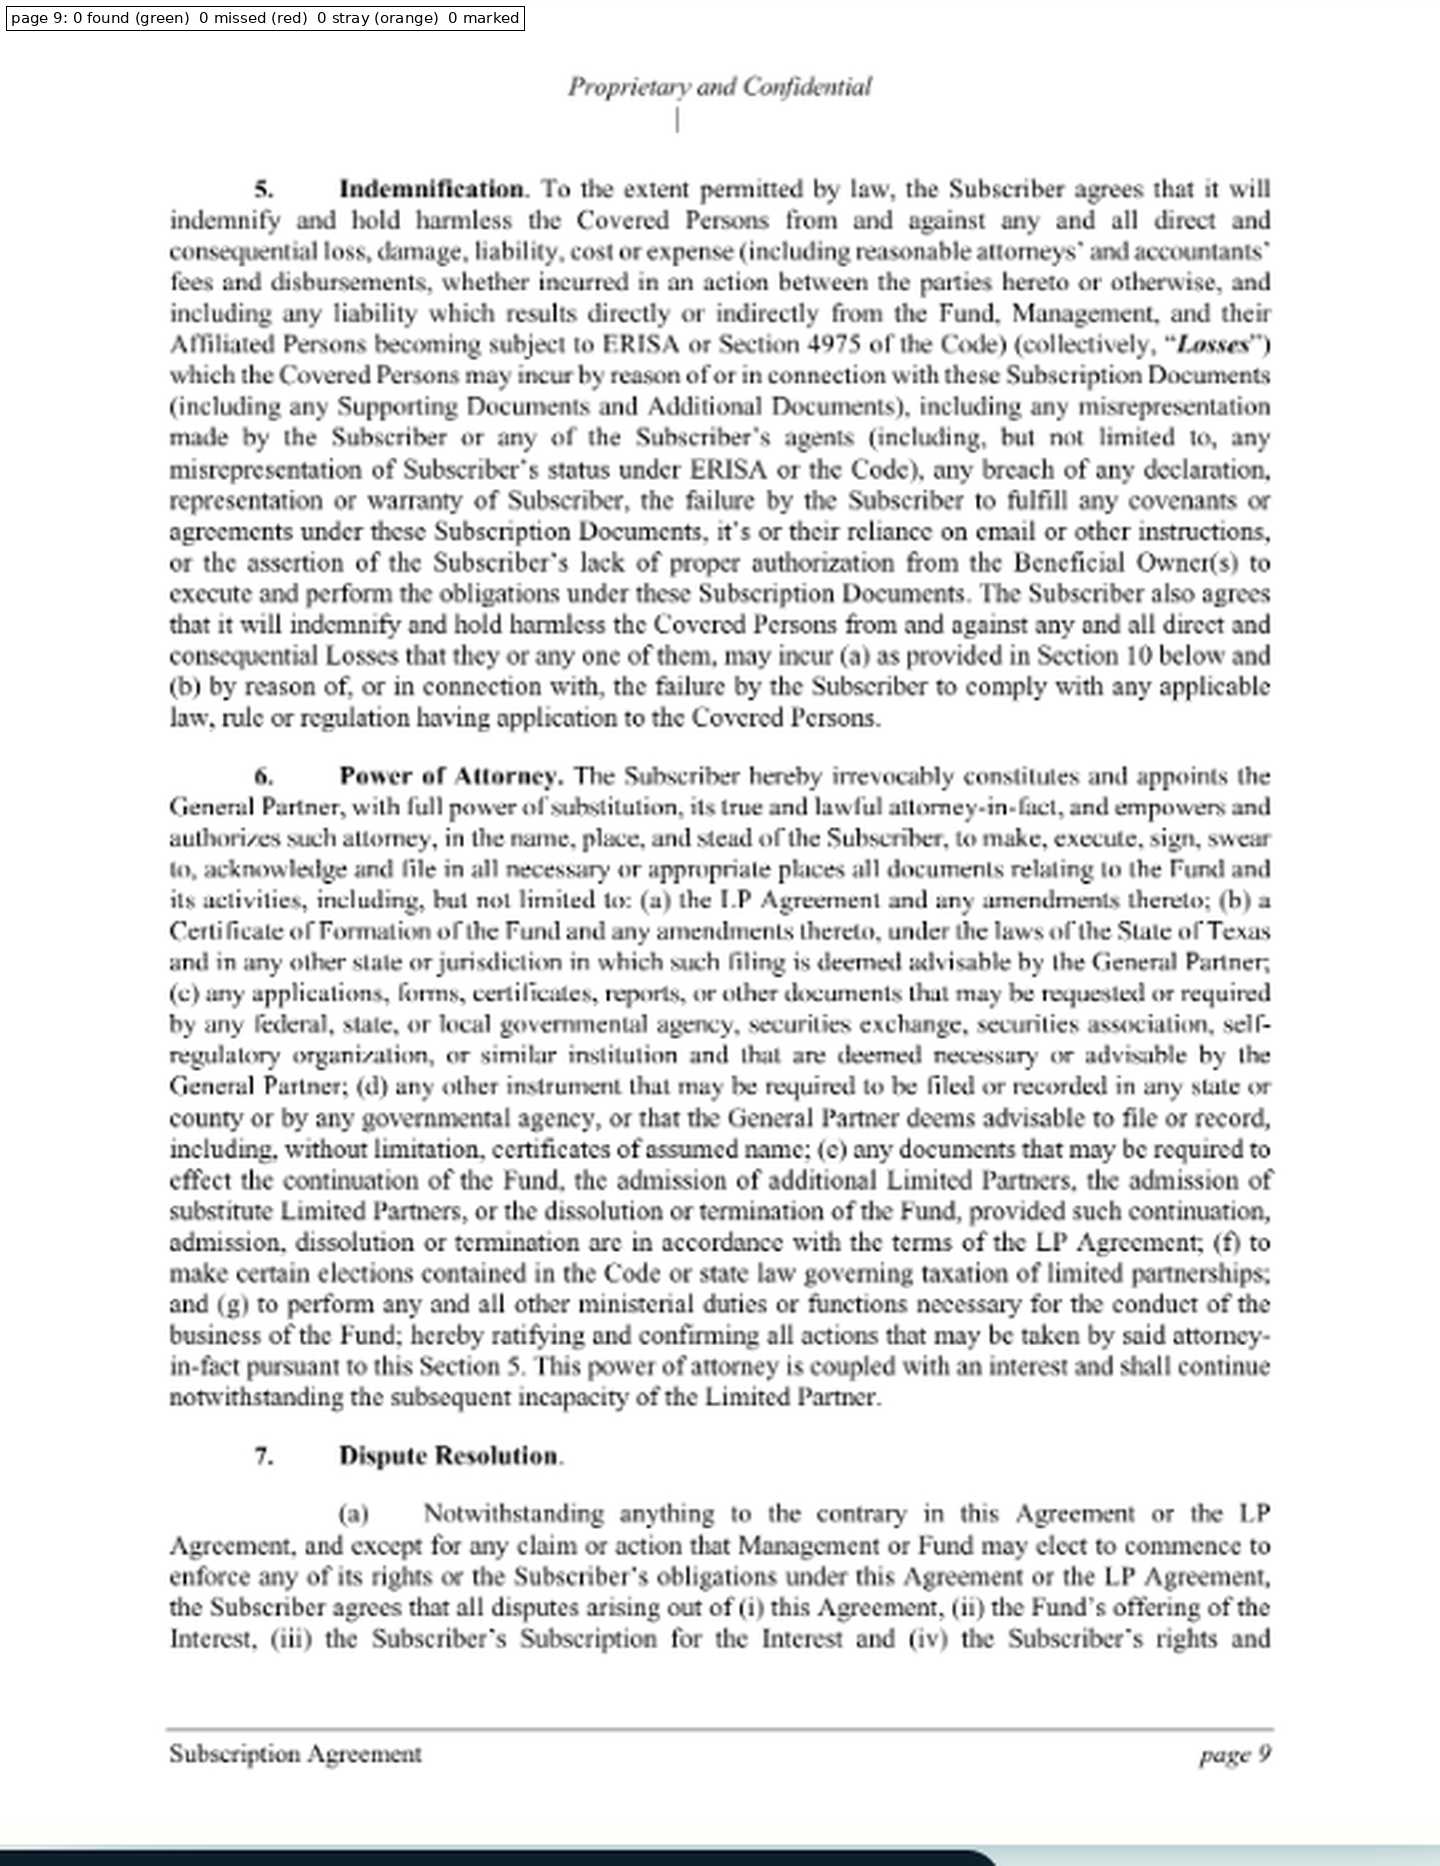 page 9: 0 found (green)  0 missed (red)  0 stray (orange)  0 marked
Proprietary and Confidential
5. Indemnification. To the extent permitted by law, the Subscriber agrees that it will
indemnify and hold harmless the Covered Persons from and against any and all direct and
consequential loss, damage, liability, cost or expense (including reasonable attorneys' and accountants'
fees and disbursements, whether incurred in an action between the parties hereto or otherwise, and
including any liability which results directly or indirectly from the Fund, Management, and their
Affiliated Persons becoming subject to ERISA or Section 4975 of the Code) (collectively, “Losses”)
which the Covered Persons may incur by reason of or in connection with these Subscription Documents
(including any Supporting Documents and Additional Documents), including any misrepresentation
made by the Subscriber or any of the Subscriber's agents (including, but not limited to, any
misrepresentation of Subscriber's status under ERISA or the Code), any breach of any declaration,
representation or warranty of Subscriber, the failure by the Subscriber to fulfill any covenants or
agreements under these Subscription Documents, it's or their reliance on email or other instructions,
or the assertion of the Subscriber's lack of proper authorization from the Beneficial Owner(s) to
execute and perform the obligations under these Subscription Documents. The Subscriber also agrees
that it will indemnify and hold harmless the Covered Persons from and against any and all direct and
consequential Losses that they or any one of them, may incur (a) as provided in Section 10 below and
(b) by reason of, or in connection with, the failure by the Subscriber to comply with any applicable
law, rule or regulation having application to the Covered Persons.
6. Power of Attorney. The Subscriber hereby irrevocably constitutes and appoints the
General Partner, with full power of substitution, its true and lawful attorney-in-fact, and empowers and
authorizes such attorney, in the name, place, and stead of the Subscriber, to make, execute, sign, swear
to, acknowledge and file in all necessary or appropriate places all documents relating to the Fund and
its activities, including, but not limited to: (a) the LP Agreement and any amendments thereto; (b) a
Certificate of Formation of the Fund and any amendments thereto, under the laws of the State of Texas
and in any other state or jurisdiction in which such filing is deemed advisable by the General Partner;
(c) any applications, forms, certificates, reports, or other documents that may be requested or required
by any federal, state, or local governmental agency, securities exchange, securities association, self-
regulatory organization, or similar institution and that are deemed necessary or advisable by the
General Partner; (d) any other instrument that may be required to be filed or recorded in any state or
county or by any governmental agency, or that the General Partner deems advisable to file or record,
including, without limitation, certificates of assumed name; (e) any documents that may be required to
effect the continuation of the Fund, the admission of additional Limited Partners, the admission of
substitute Limited Partners, or the dissolution or termination of the Fund, provided such continuation,
admission, dissolution or termination are in accordance with the terms of the LP Agreement; (f) to
make certain elections contained in the Code or state law governing taxation of limited partnerships;
and (g) to perform any and all other ministerial duties or functions necessary for the conduct of the
business of the Fund; hereby ratifying and confirming all actions that may be taken by said attorney-
in-fact pursuant to this Section 5. This power of attorney is coupled with an interest and shall continue
notwithstanding the subsequent incapacity of the Limited Partner.
7. Dispute Resolution.
(a) Notwithstanding anything to the contrary in this Agreement or the LP
Agreement, and except for any claim or action that Management or Fund may elect to commence to
enforce any of its rights or the Subscriber's obligations under this Agreement or the LP Agreement,
the Subscriber agrees that all disputes arising out of (i) this Agreement, (ii) the Fund's offering of the
Interest, (iii) the Subscriber's Subscription for the Interest and (iv) the Subscriber's rights and
Subscription Agreement page 9